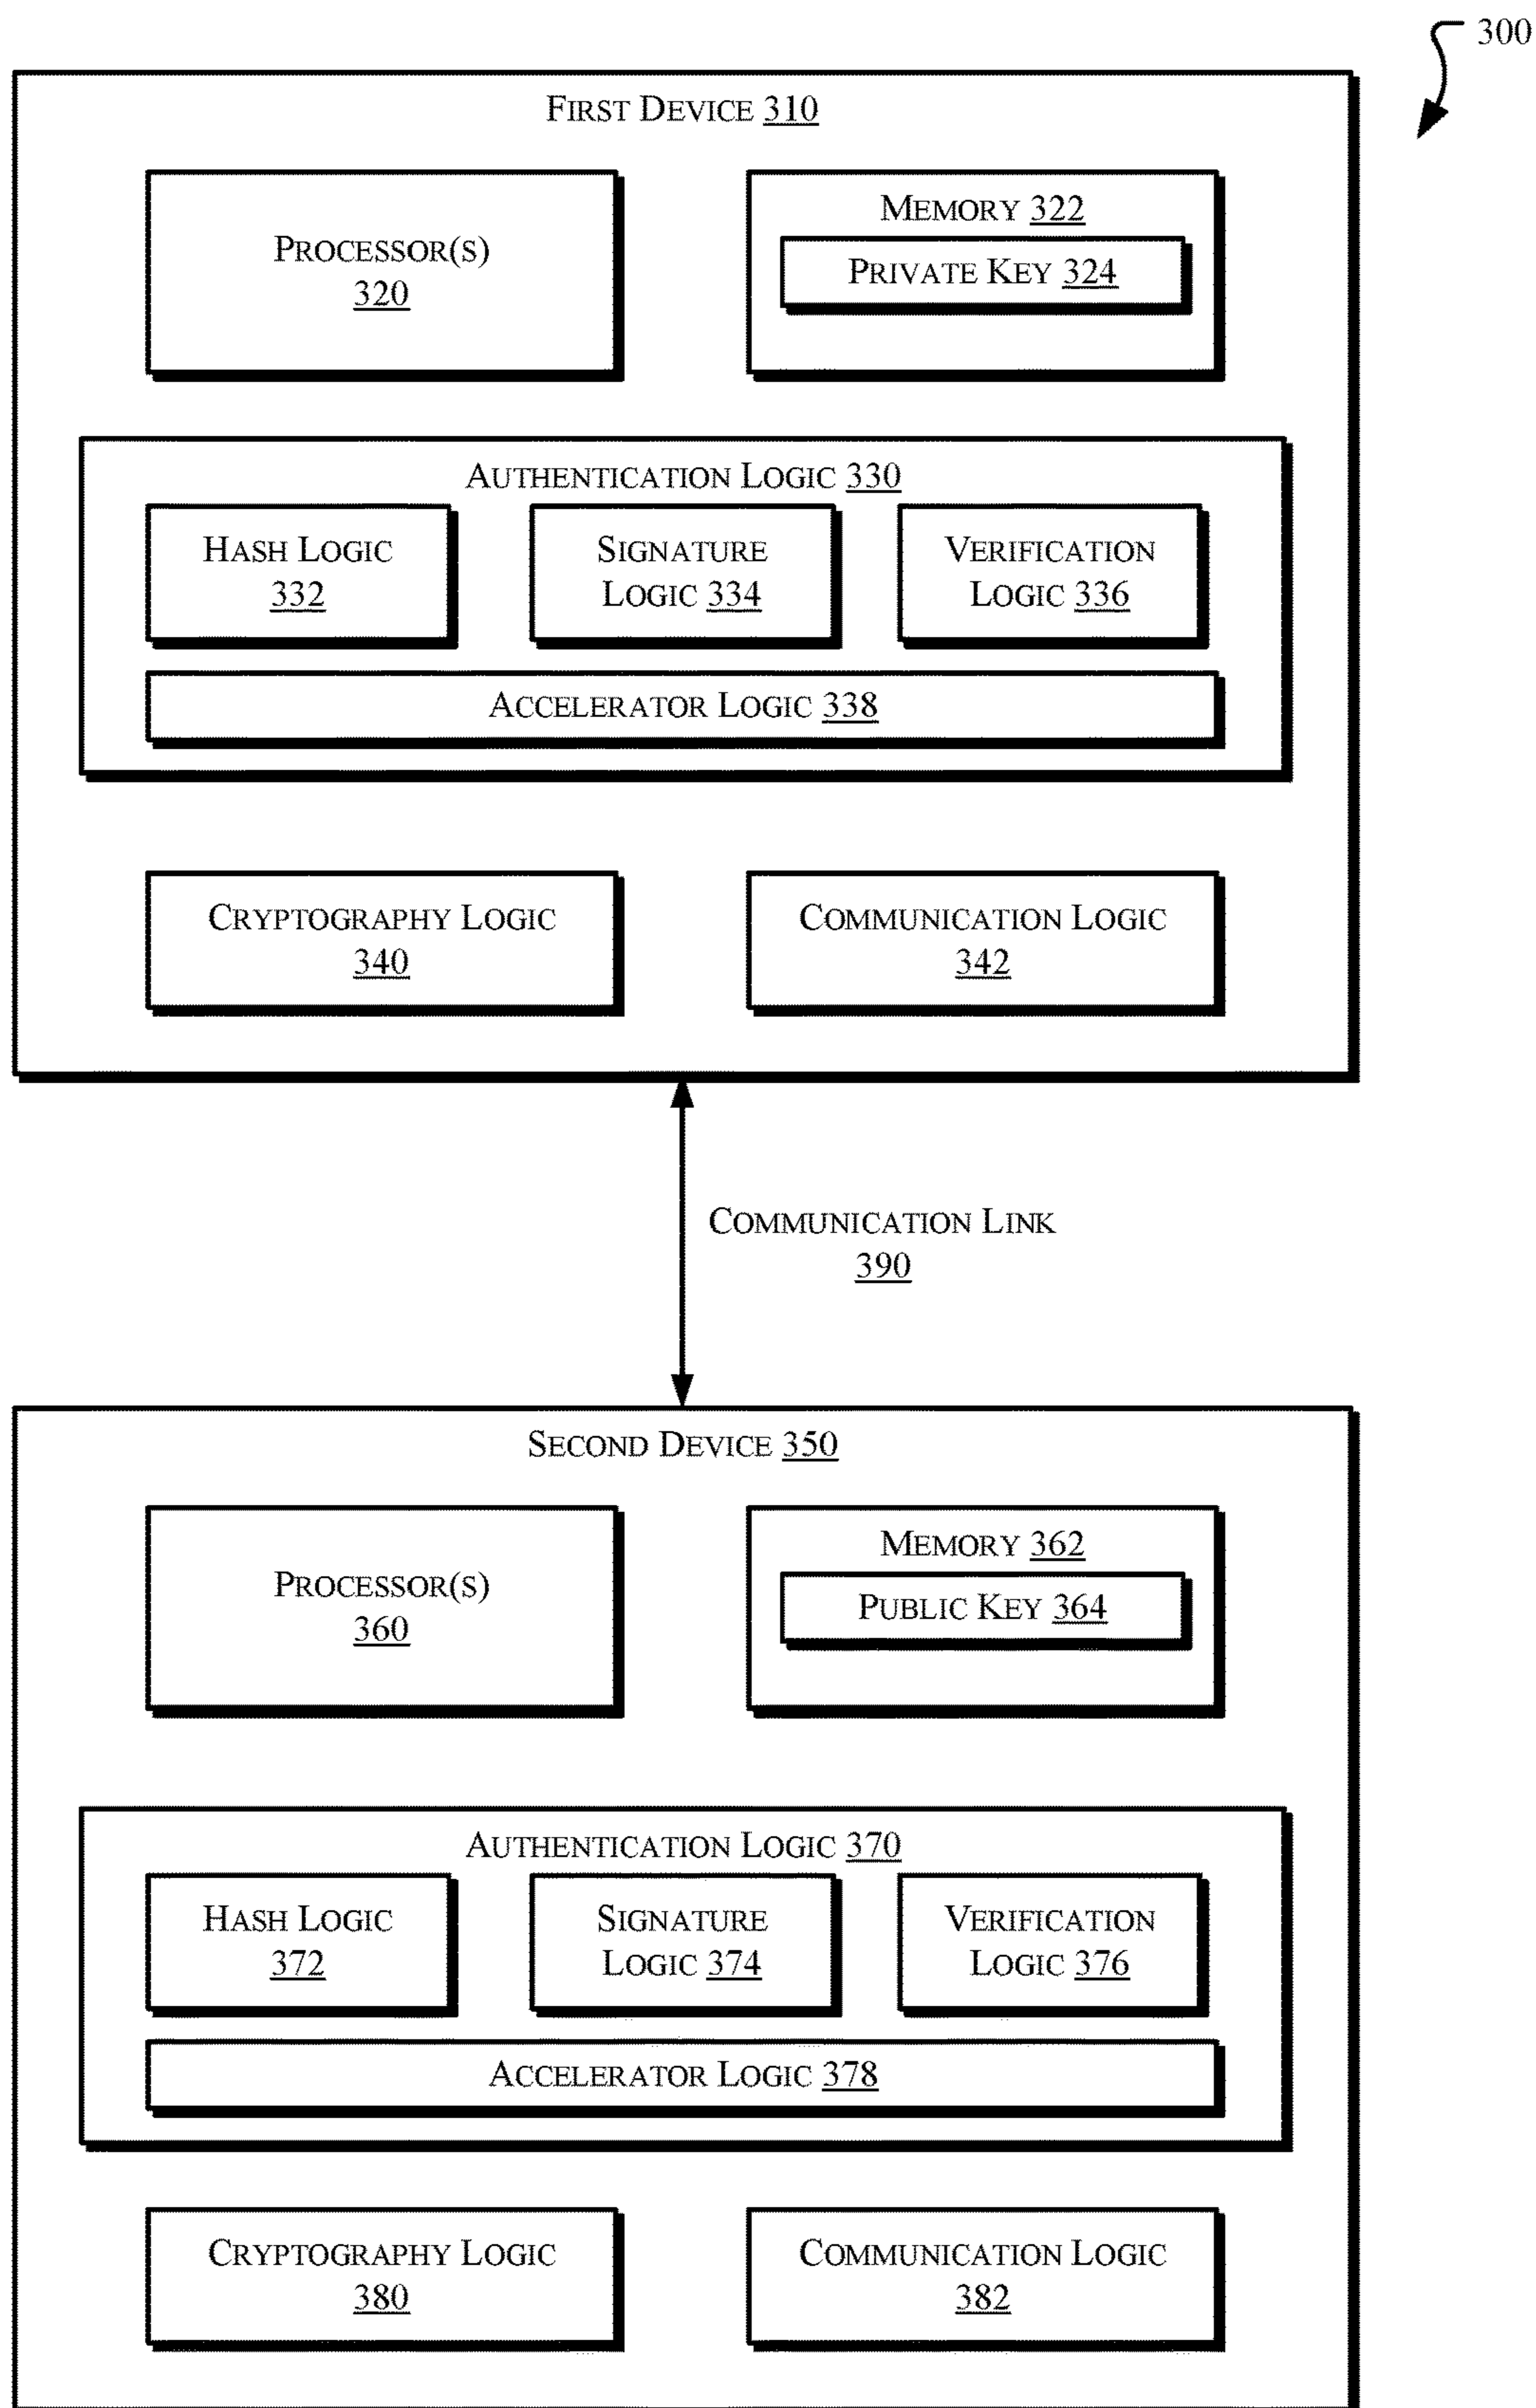 300
FIRST DEVICE 310
PROCESSOR(S)
320
MEMORY 322
PRIVATE KEY 324
AUTHENTICATION LOGIC 330
HASH LOGIC
332
SIGNATURE
LOGIC 334
VERIFICATION
LOGIC 336
ACCELERATOR LOGIC 338
CRYPTOGRAPHY LOGIC
340
COMMUNICATION LOGIC
342
COMMUNICATION LINK
390
SECOND DEVICE 350
PROCESSOR(S)
360
MEMORY 362
PUBLIC KEY 364
AUTHENTICATION LOGIC 370
HASH LOGIC
372
SIGNATURE
LOGIC 374
VERIFICATION
LOGIC 376
ACCELERATOR LOGIC 378
CRYPTOGRAPHY LOGIC
380
COMMUNICATION LOGIC
382